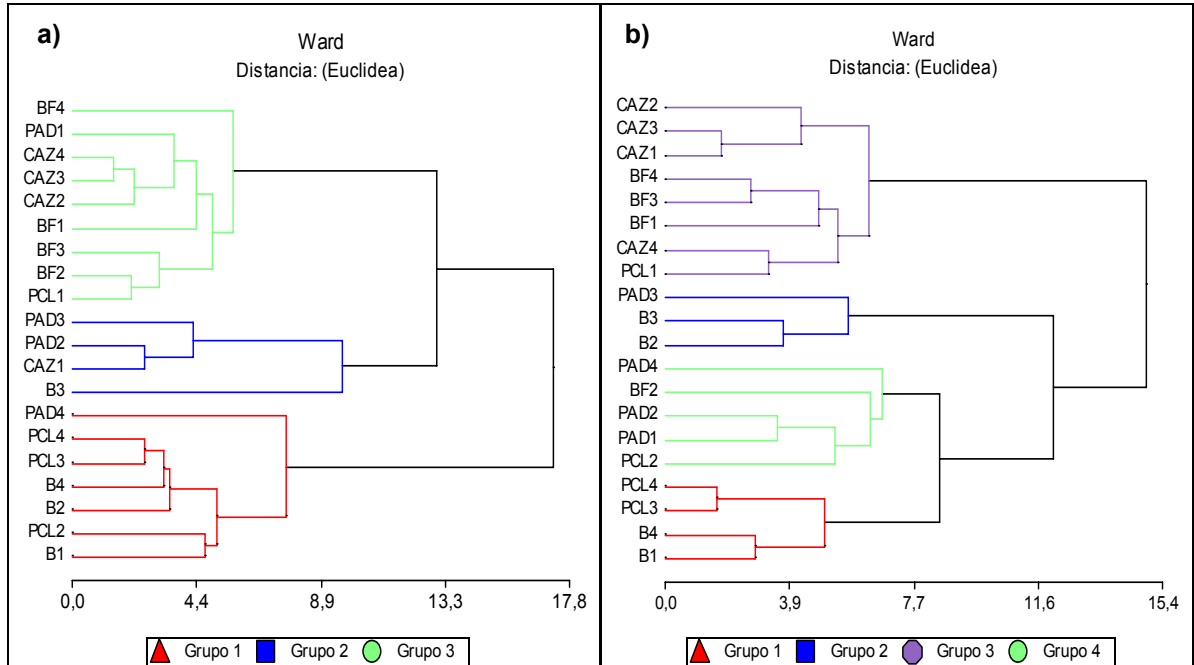 a)
Ward
Distancia: (Euclidea)
BF4
PAD1
CAZ4
CAZ3
CAZ2
BF1
BF3
BF2
PCL1
PAD3
PAD2
CAZ1
B3
PAD4
PCL4
PCL3
B4
B2
PCL2
B1
0,0 4,4 8,9 13,3 17,8
Grupo 1 Grupo 2 Grupo 3
b)
Ward
Distancia: (Euclidea)
CAZ2
CAZ3
CAZ1
BF4
BF3
BF1
CAZ4
PCL1
PAD3
B3
B2
PAD4
BF2
PAD2
PAD1
PCL2
PCL4
PCL3
B4
B1
0,0 3,9 7,7 11,6 15,4
Grupo 1 Grupo 2 Grupo 3 Grupo 4